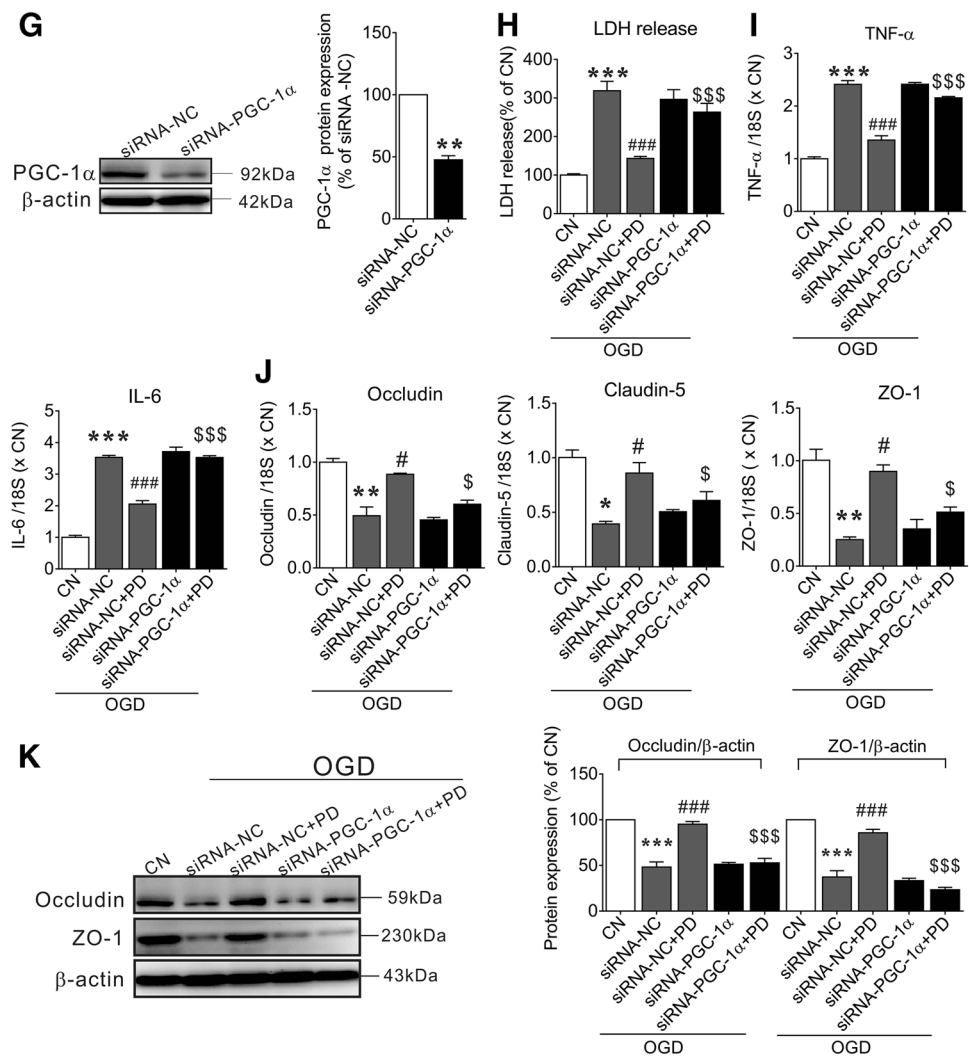 G
siRNA-NC
siRNA-PGC-1α
PGC-1α
92kDa
β-actin
42kDa
PGC-1α protein expression
(% of siRNA -NC)
150
100
50
0
**
siRNA-NC
siRNA-PGC-1α
H
LDH release
LDH release(% of CN)
400
300
200
100
0
***
###
$$$
CN
siRNA-NC
siRNA-NC+PD
siRNA-PGC-1α
siRNA-PGC-1α+PD
OGD
I
TNF-α
TNF-α /18S (x CN)
3
2
1
0
***
###
$$$
CN
siRNA-NC
siRNA-NC+PD
siRNA-PGC-1α
siRNA-PGC-1α+PD
OGD
IL-6
IL-6 /18S (x CN)
5
4
3
2
1
0
***
###
$$$
CN
siRNA-NC
siRNA-NC+PD
siRNA-PGC-1α
siRNA-PGC-1α+PD
OGD
J
Occludin
Occludin /18S (x CN)
1.5
1.0
0.5
0.0
**
#
$
CN
siRNA-NC
siRNA-NC+PD
siRNA-PGC-1α
siRNA-PGC-1α+PD
OGD
Claudin-5
Claudin-5 /18S (x CN)
1.5
1.0
0.5
0.0
*
#
$
CN
siRNA-NC
siRNA-NC+PD
siRNA-PGC-1α
siRNA-PGC-1α+PD
OGD
ZO-1
ZO-1/18S ( x CN)
1.5
1.0
0.5
0.0
**
#
$
CN
siRNA-NC
siRNA-NC+PD
siRNA-PGC-1α
siRNA-PGC-1α+PD
OGD
K
OGD
CN
siRNA-NC
siRNA-NC+PD
siRNA-PGC-1α
siRNA-PGC-1α+PD
Occludin
59kDa
ZO-1
230kDa
β-actin
43kDa
Protein expression (% of CN)
150
100
50
0
Occludin/β-actin
ZO-1/β-actin
***
###
$$$
***
###
$$$
CN
siRNA-NC
siRNA-NC+PD
siRNA-PGC-1α
siRNA-PGC-1α+PD
CN
siRNA-NC
siRNA-NC+PD
siRNA-PGC-1α
siRNA-PGC-1α+PD
OGD
OGD